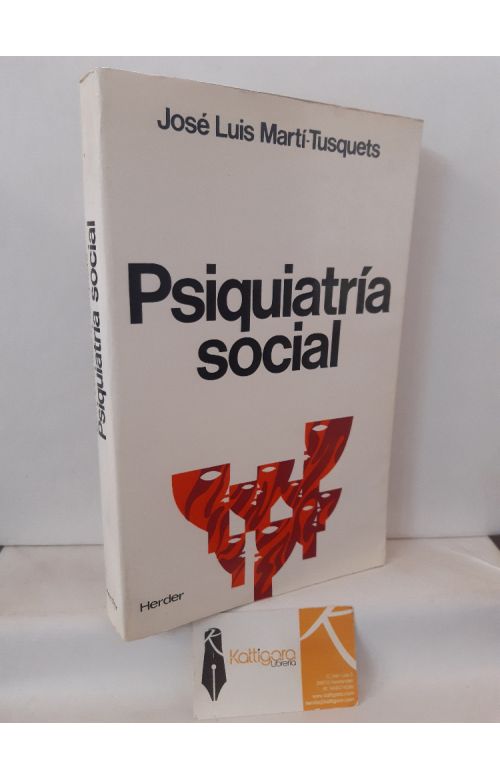 José Luis Martí-Tusquets
Psiquiatría
social
Psiquiatría social
Herder
Kattigara
Librería